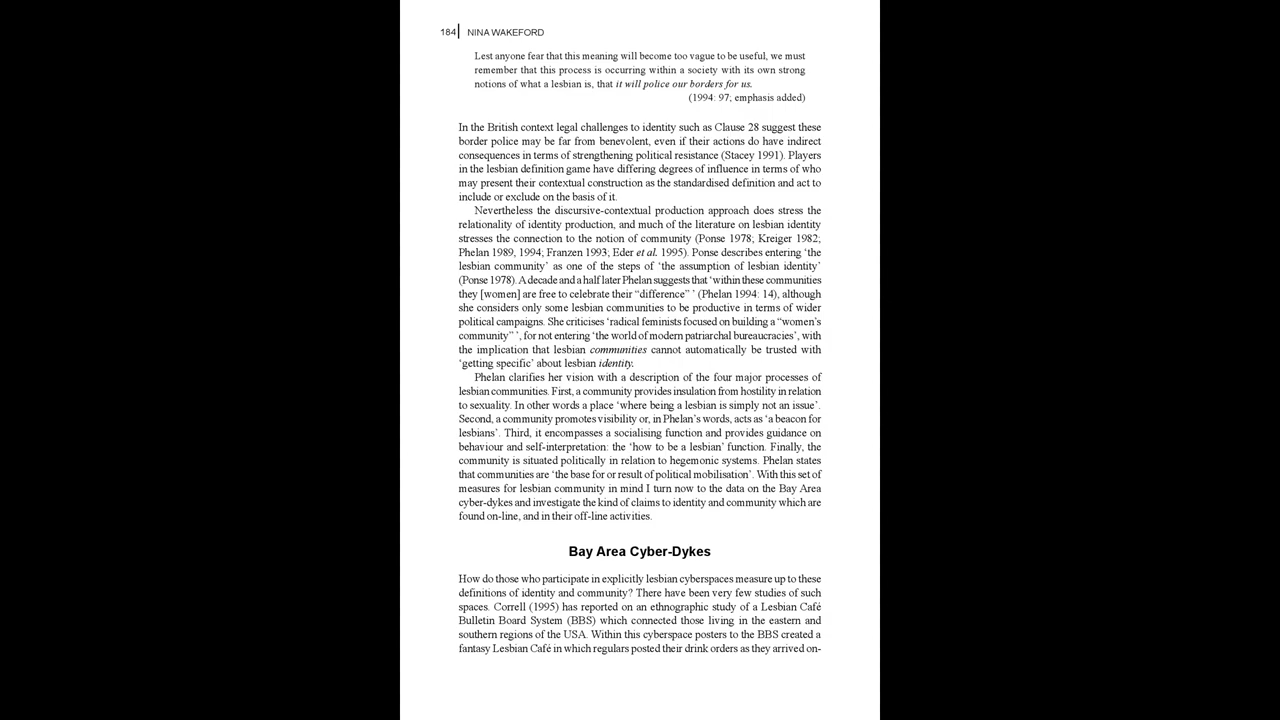 184 NINA WAKEFORD
Lest anyone fear that this meaning will become too vague to be useful, we must
remember that this process is occurring within a society with its own strong
notions of what a lesbian is, that it will police our borders for us.
(1994: 97; emphasis added)
In the British context legal challenges to identity such as Clause 28 suggest these
border police may be far from benevolent, even if their actions do have indirect
consequences in terms of strengthening political resistance (Stacey 1991). Players
in the lesbian definition game have differing degrees of influence in terms of who
may present their contextual construction as the standardised definition and act to
include or exclude on the basis of it.
Nevertheless the discursive-contextual production approach does stress the
relationality of identity production, and much of the literature on lesbian identity
stresses the connection to the notion of community (Ponse 1978; Kreiger 1982;
Phelan 1989, 1994; Franzen 1993; Eder et al. 1995). Ponse describes entering ‘the
lesbian community’ as one of the steps of ‘the assumption of lesbian identity’
(Ponse 1978). A decade and a half later Phelan suggests that ‘within these communities
they [women] are free to celebrate their “difference” ’ (Phelan 1994: 14), although
she considers only some lesbian communities to be productive in terms of wider
political campaigns. She criticises ‘radical feminists focused on building a “women’s
community” ’, for not entering ‘the world of modern patriarchal bureaucracies’, with
the implication that lesbian communities cannot automatically be trusted with
‘getting specific’ about lesbian identity.
Phelan clarifies her vision with a description of the four major processes of
lesbian communities. First, a community provides insulation from hostility in relation
to sexuality. In other words a place ‘where being a lesbian is simply not an issue’.
Second, a community promotes visibility or, in Phelan’s words, acts as ‘a beacon for
lesbians’. Third, it encompasses a socialising function and provides guidance on
behaviour and self-interpretation: the ‘how to be a lesbian’ function. Finally, the
community is situated politically in relation to hegemonic systems. Phelan states
that communities are ‘the base for or result of political mobilisation’. With this set of
measures for lesbian community in mind I turn now to the data on the Bay Area
cyber-dykes and investigate the kind of claims to identity and community which are
found on-line, and in their off-line activities.
Bay Area Cyber-Dykes
How do those who participate in explicitly lesbian cyberspaces measure up to these
definitions of identity and community? There have been very few studies of such
spaces. Correll (1995) has reported on an ethnographic study of a Lesbian Café
Bulletin Board System (BBS) which connected those living in the eastern and
southern regions of the USA. Within this cyberspace posters to the BBS created a
fantasy Lesbian Café in which regulars posted their drink orders as they arrived on-